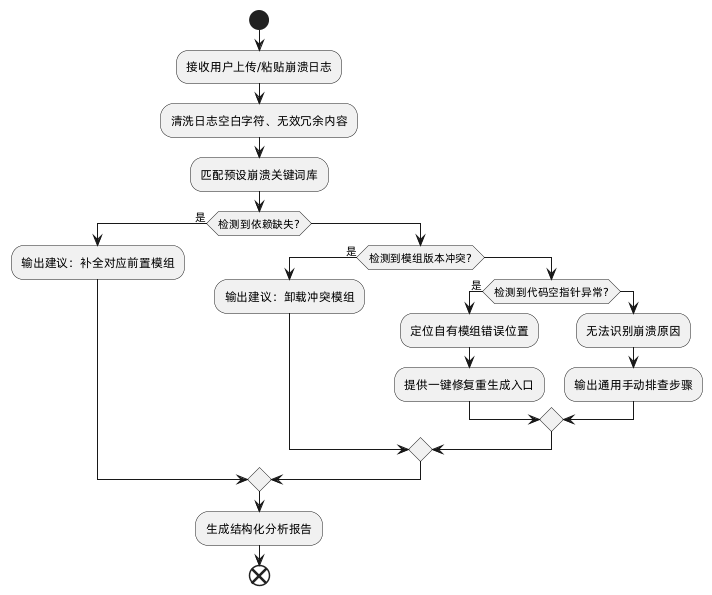 接收用户上传/粘贴崩溃日志
清洗日志空白字符、无效冗余内容
匹配预设崩溃关键词库
是
检测到依赖缺失?
输出建议：补全对应前置模组
是
检测到模组版本冲突?
输出建议：卸载冲突模组
是
检测到代码空指针异常?
定位自有模组错误位置
无法识别崩溃原因
提供一键修复重生成入口
输出通用手动排查步骤
生成结构化分析报告